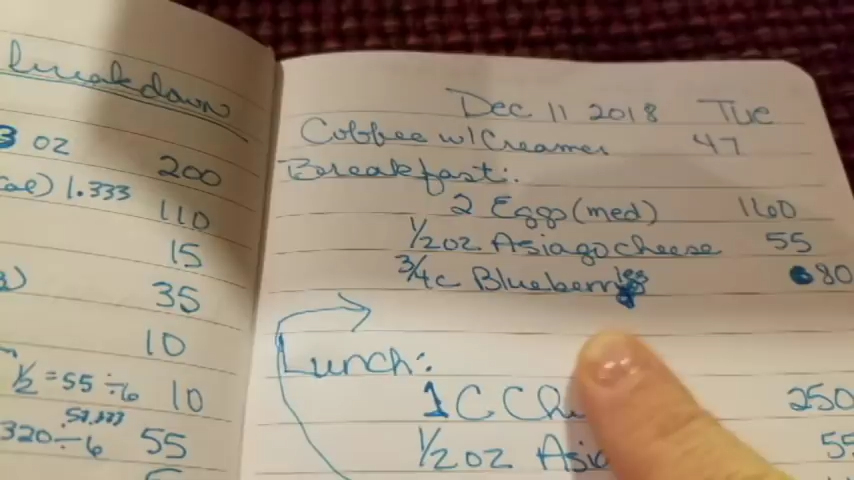 breakdown
3 oz 200
cal) 1.333 110
15
35
10
1/2 = 55 ÷ 6 10
320 ÷ 6 55
Dec 11 2018 Tue
Cobbee w/ Creamer 47
Breakfast:
2 Eggs (med) 160
1/2 oz Asiago cheese 55
3/4 c Blueberries 80
Lunch:
1 C 250
1/2 oz 55